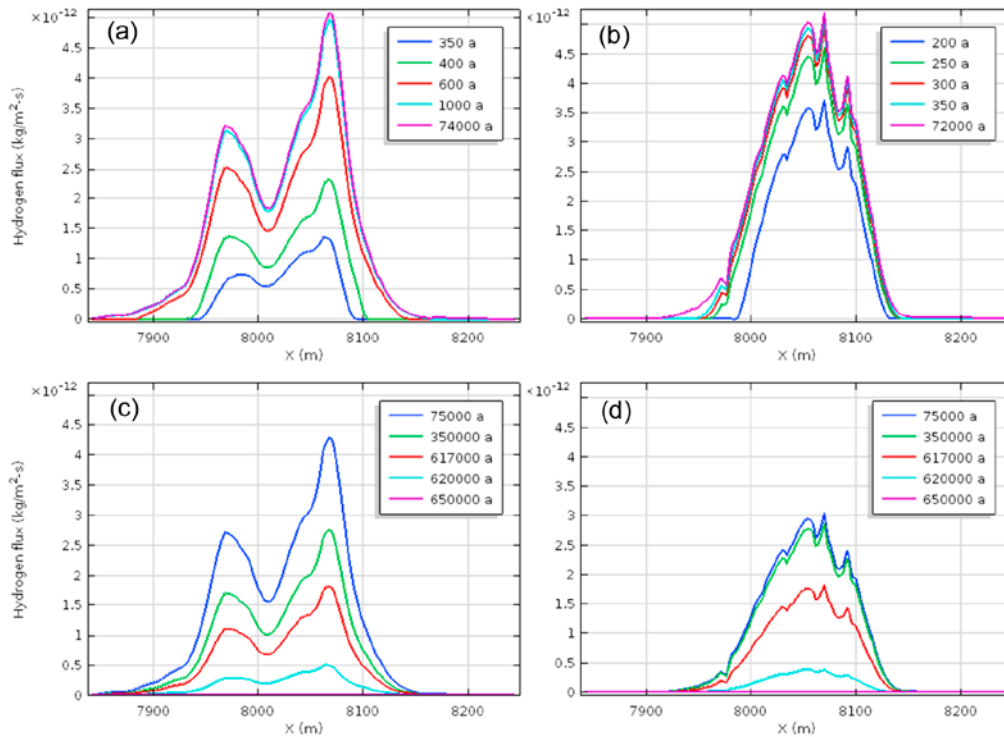 ×10⁻¹²
(a)
350 a
400 a
600 a
1000 a
74000 a
4.5
4
3.5
3
2.5
2
1.5
1
0.5
0
Hydrogen flux (kg/m²-s)
7900 8000 8100 8200
X (m)
×10⁻¹²
(b)
200 a
250 a
300 a
350 a
72000 a
4.5
4
3.5
3
2.5
2
1.5
1
0.5
0
7900 8000 8100 8200
X (m)
×10⁻¹²
(c)
75000 a
350000 a
617000 a
620000 a
650000 a
4.5
4
3.5
3
2.5
2
1.5
1
0.5
0
Hydrogen flux (kg/m²-s)
7900 8000 8100 8200
X (m)
‹10⁻¹²
(d)
75000 a
350000 a
617000 a
620000 a
650000 a
4.5
4
3.5
3
2.5
2
1.5
1
0.5
0
7900 8000 8100 8200
X (m)